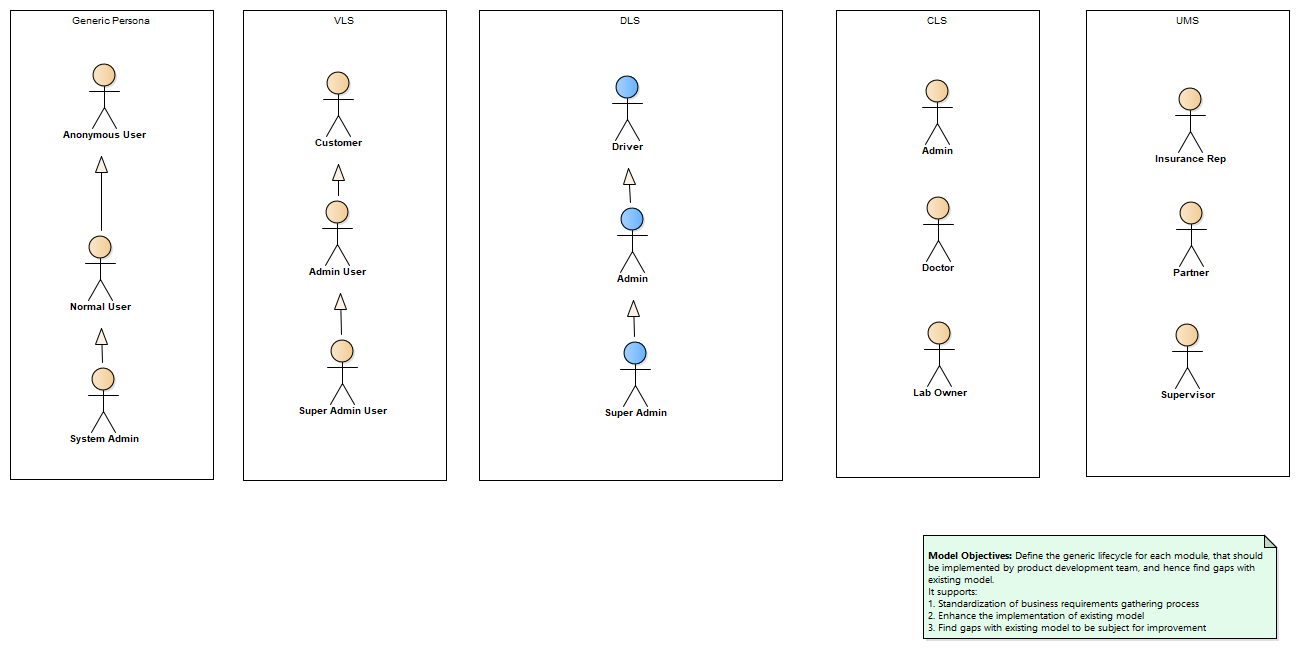 Generic Persona
Anonymous User
Normal User
System Admin
VLS
Customer
Admin User
Super Admin User
DLS
Driver
Admin
Super Admin
CLS
Admin
Doctor
Lab Owner
UMS
Insurance Rep
Partner
Supervisor
Model Objectives: Define the generic lifecycle for each module, that should
be implemented by product development team, and hence find gaps with
existing model.
It supports:
1. Standardization of business requirements gathering process
2. Enhance the implementation of existing model
3. Find gaps with existing model to be subject for improvement